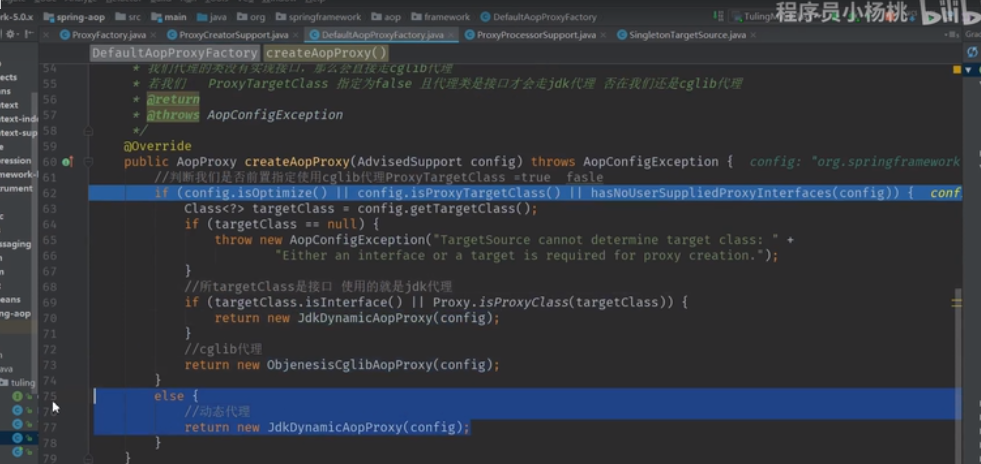 程序员小杨桃
bilib
k-5.0.x spring-aop src main java org springframework aop framework DefaultAopProxyFactory Tuling
ProxyFactory.java ProxyCreatorSupport.java DefaultAopProxyFactory.java ProxyProcessorSupport.java SingletonTargetSource.java
DefaultAopProxyFactory createAopProxy()
54 * 我们代理的类没有实现接口，那么会直接走cglib代理
55 * 若我们 ProxyTargetClass 指定为false 且代理类是接口才会走jdk代理 否在我们还是cglib代理
56 * @return
57 * @throws AopConfigException
58 */
59 @Override
60 public AopProxy createAopProxy(AdvisedSupport config) throws AopConfigException { config: "org.springframework
61 //判断我们是否前置指定使用cglib代理ProxyTargetClass =true fasle
62 if (config.isOptimize() || config.isProxyTargetClass() || hasNoUserSuppliedProxyInterfaces(config)) { conf
63 Class<?> targetClass = config.getTargetClass();
64 if (targetClass == null) {
65 throw new AopConfigException("TargetSource cannot determine target class: " +
66 "Either an interface or a target is required for proxy creation.");
67 }
68 //所targetClass是接口 使用的就是jdk代理
69 if (targetClass.isInterface() || Proxy.isProxyClass(targetClass)) {
70 return new JdkDynamicAopProxy(config);
71 }
72 //cglib代理
73 return new ObjenesisCglibAopProxy(config);
74 }
75 else {
76 //动态代理
77 return new JdkDynamicAopProxy(config);
78 }
79 }
ects
text
text-inde
text-sup
ression
rument
ssaging
eans
ng-aop
ava
tuling